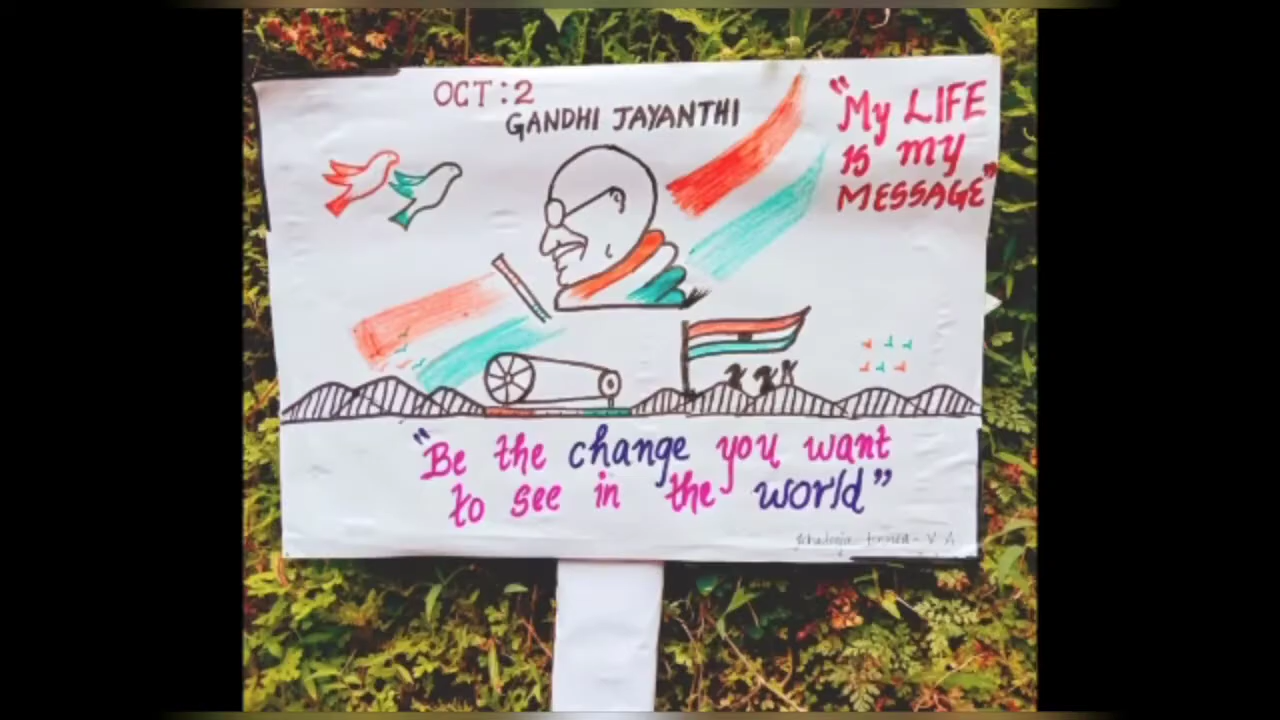 OCT:2
GANDHI JAYANTHI
"My LIFE
is my
MESSAGE"
"Be the change you want
to see in the world"
V A